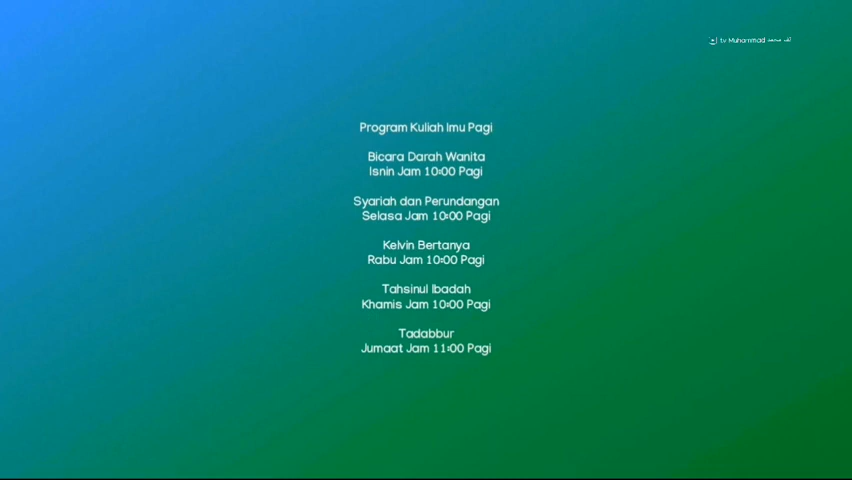 tv Muhammad
Program Kuliah Imu Pagi
Bicara Darah Wanita
Isnin Jam 10:00 Pagi
Syariah dan Perundangan
Selasa Jam 10:00 Pagi
Kelvin Bertanya
Rabu Jam 10:00 Pagi
Tahsinul Ibadah
Khamis Jam 10:00 Pagi
Tadabbur
Jumaat Jam 11:00 Pagi